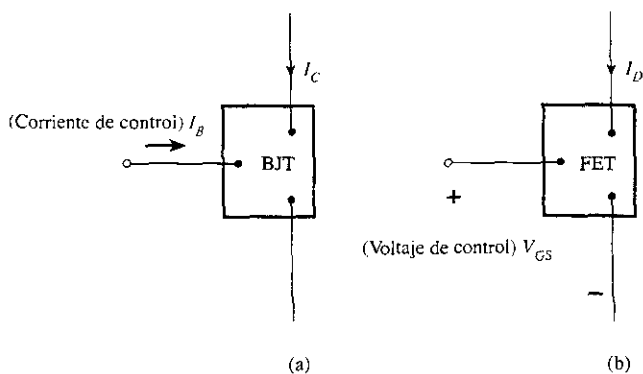 I_C
(Corriente de control) I_B
BJT
(a)
I_D
FET
+
(Voltaje de control) V_GS
−
(b)